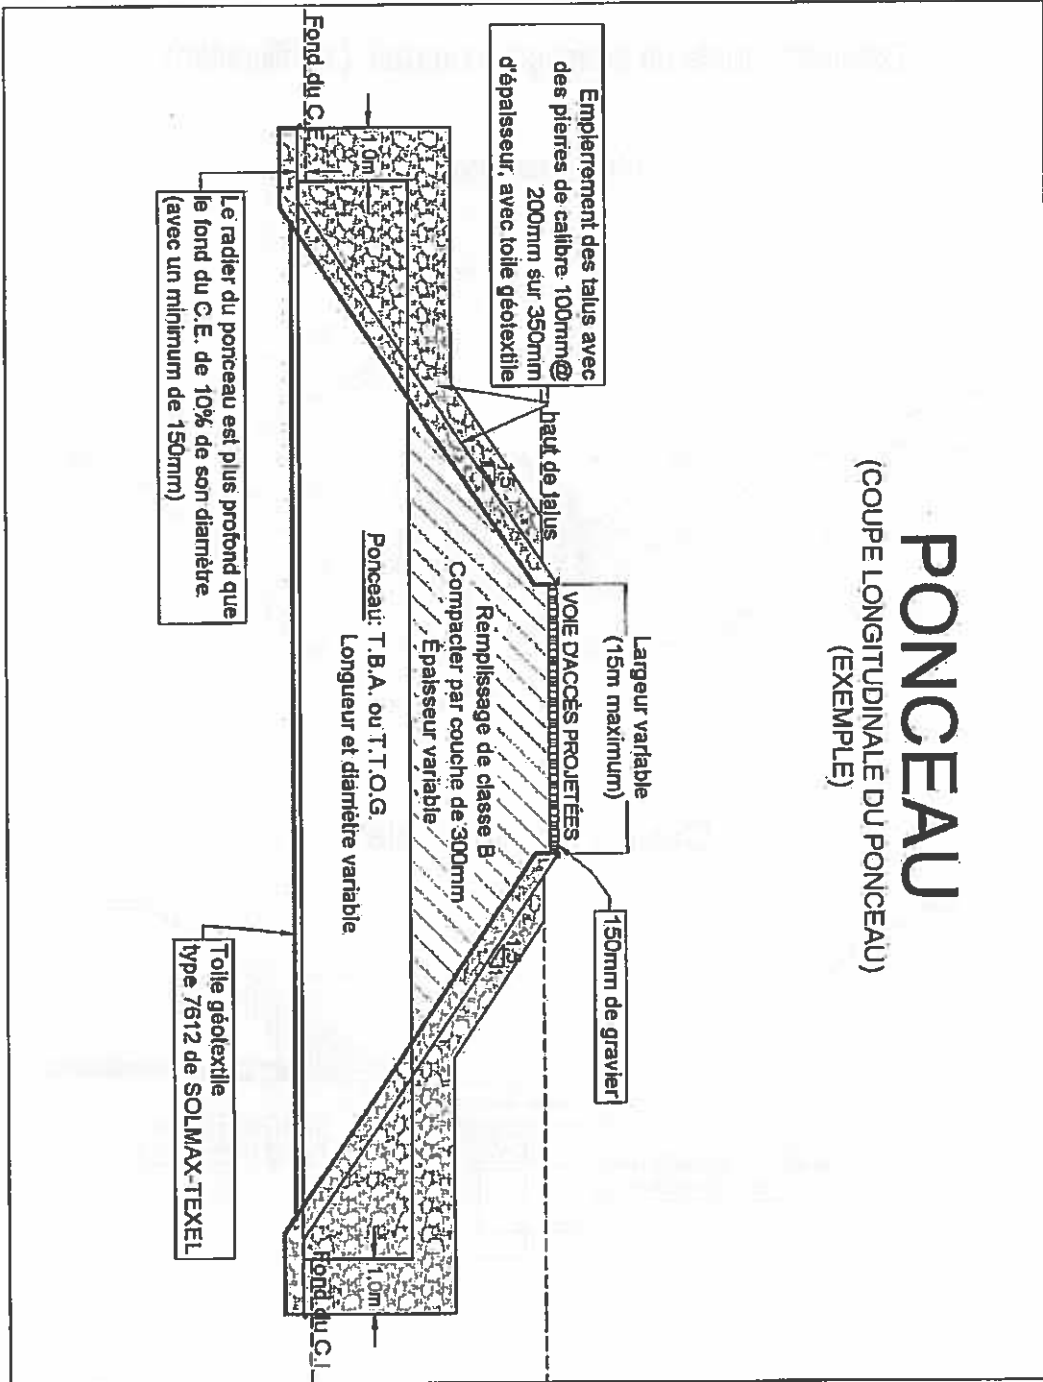 PONCEAU
(COUPE LONGITUDINALE DU PONCEAU)
(EXEMPLE)
Largeur variable
(15m maximum)
150mm de gravier
Empierrement des talus avec
des pierres de calibre 100mm@
200mm sur 350mm
d'épaisseur, avec toile géotextile
haut de talus
VOIE D'ACCÈS PROJETÉES
1.5
1
1.5
1
Remplissage de classe B
Compacter par couche de 300mm
Épaisseur variable
Ponceau: T.B.A. ou T.T.O.G.
Longueur et diamètre variable
1.0m
1.0m
Fond du C.E.
Fond du C.
Le radier du ponceau est plus profond que
le fond du C.E. de 10% de son diamètre
(avec un minimum de 150mm)
Toile géotextile
type 7612 de SOLMAX-TEXEL